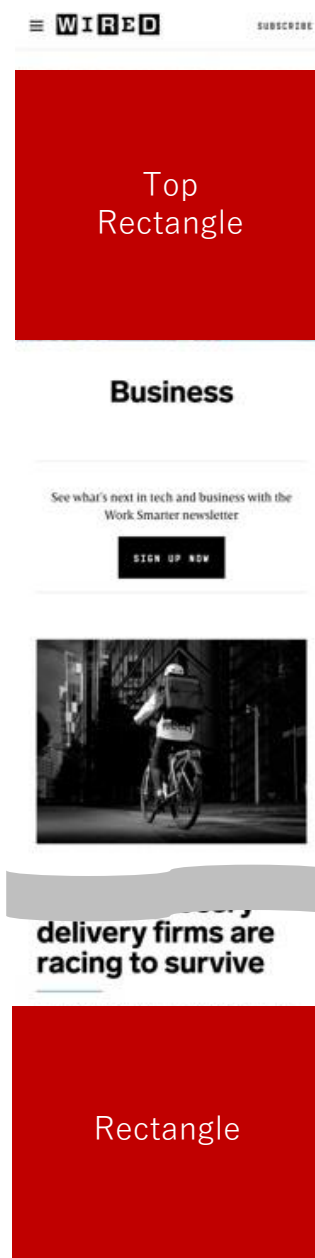 WIRED
SUBSCRIBE
Top
Rectangle
Business
See what's next in tech and business with the
Work Smarter newsletter
SIGN UP NOW
delivery firms are
racing to survive
Rectangle